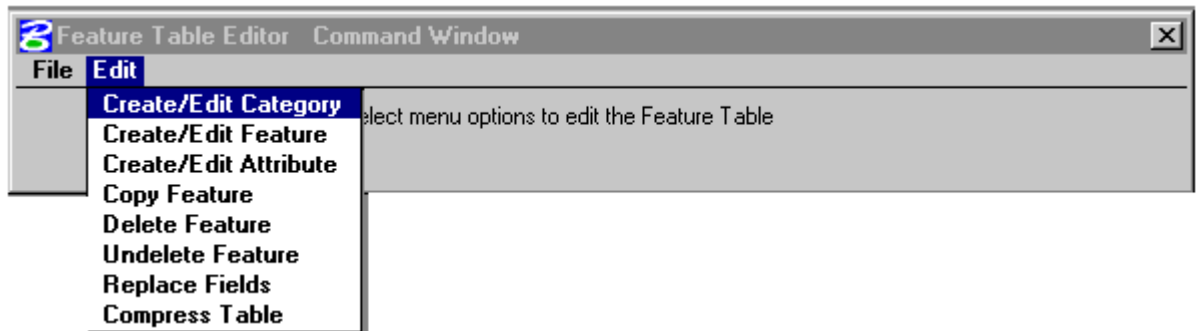 Feature Table Editor Command Window
File Edit
Create/Edit Category
elect menu options to edit the Feature Table
Create/Edit Feature
Create/Edit Attribute
Copy Feature
Delete Feature
Undelete Feature
Replace Fields
Compress Table